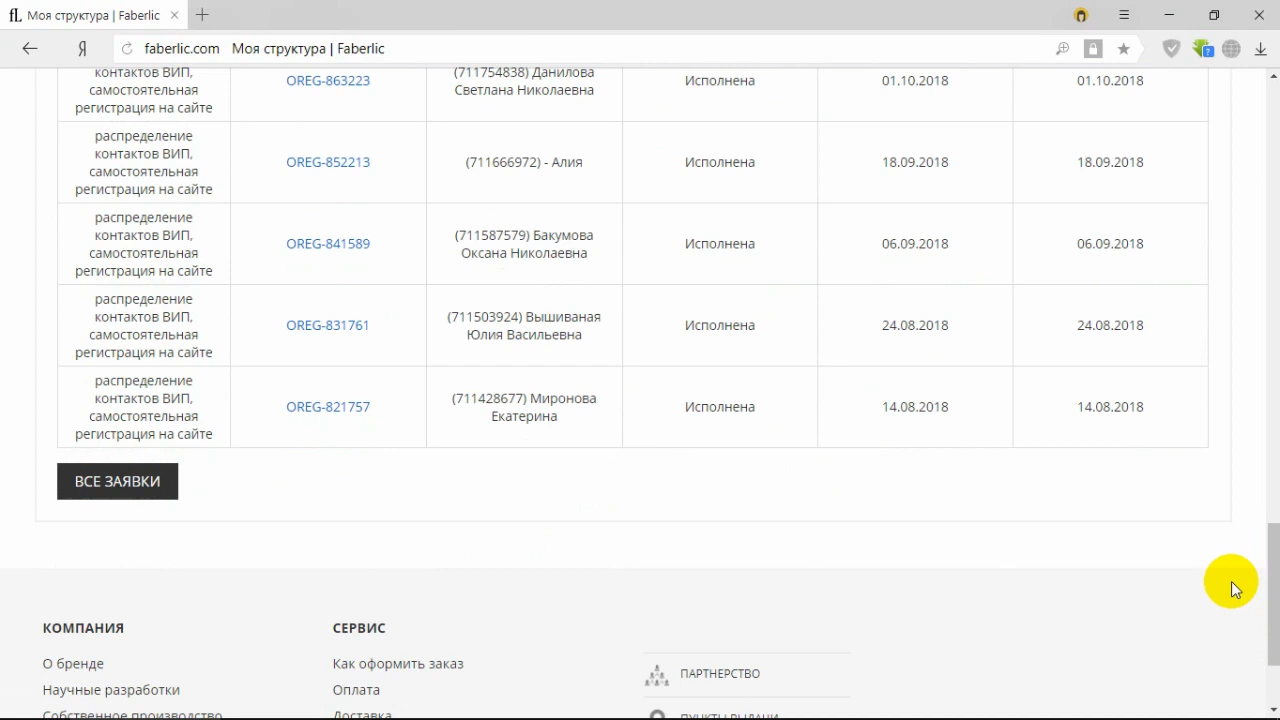 Моя структура | Faberlic
Я faberlic.com Моя структура | Faberlic
контактов ВИП,
самостоятельная
регистрация на сайте
OREG-863223
(711754838) Данилова
Светлана Николаевна
Исполнена
01.10.2018
01.10.2018
распределение
контактов ВИП,
самостоятельная
регистрация на сайте
OREG-852213
(711666972) - Алия
Исполнена
18.09.2018
18.09.2018
распределение
контактов ВИП,
самостоятельная
регистрация на сайте
OREG-841589
(711587579) Бакумова
Оксана Николаевна
Исполнена
06.09.2018
06.09.2018
распределение
контактов ВИП,
самостоятельная
регистрация на сайте
OREG-831761
(711503924) Вышиваная
Юлия Васильевна
Исполнена
24.08.2018
24.08.2018
распределение
контактов ВИП,
самостоятельная
регистрация на сайте
OREG-821757
(711428677) Миронова
Екатерина
Исполнена
14.08.2018
14.08.2018
ВСЕ ЗАЯВКИ
КОМПАНИЯ
О бренде
Научные разработки
Собственное производство
СЕРВИС
Как оформить заказ
Оплата
Доставка
ПАРТНЕРСТВО
ПУНКТЫ ВЫДАЧИ